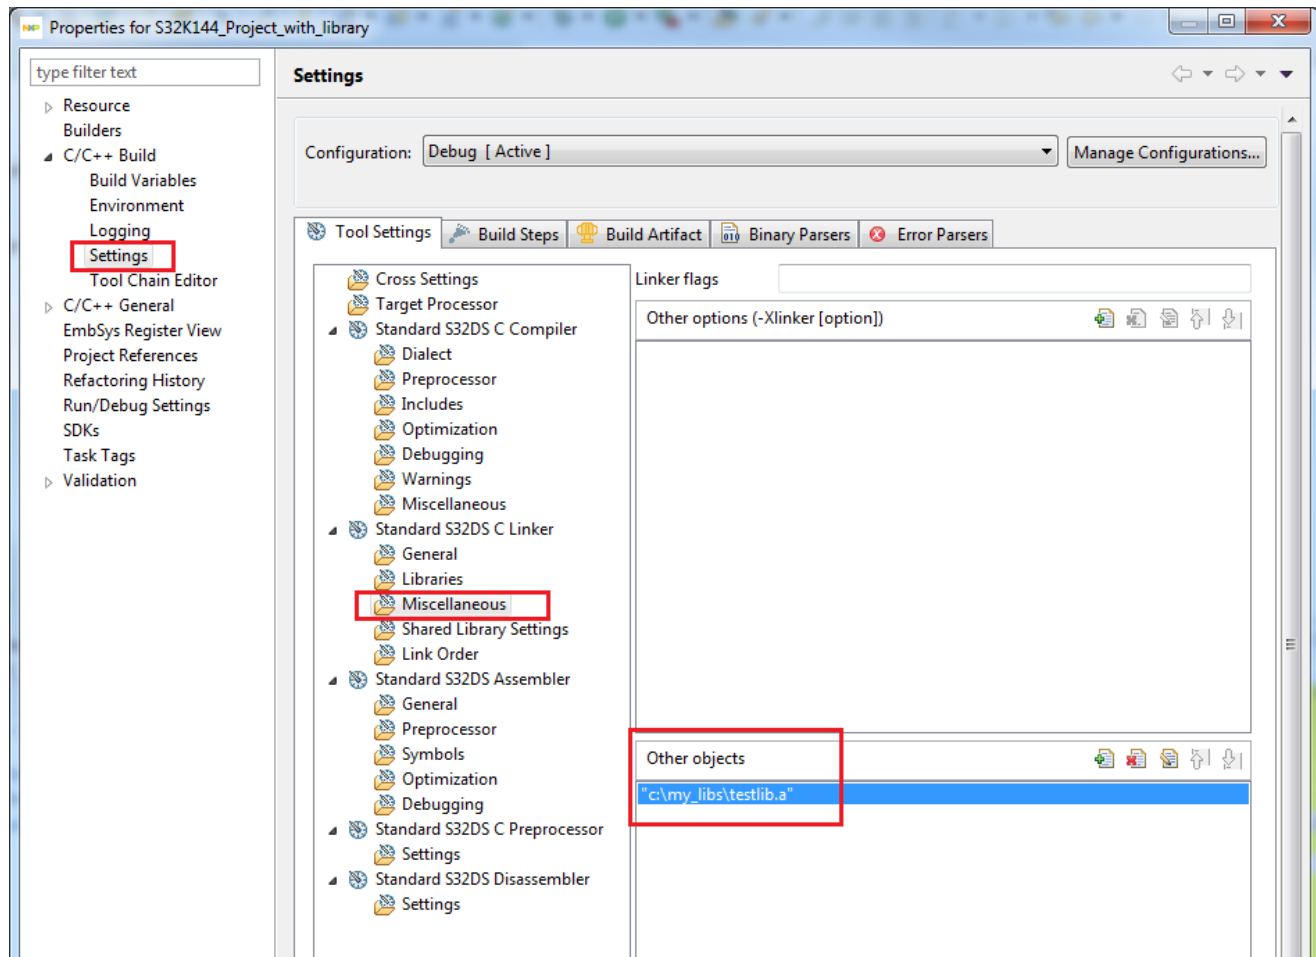 NXP Properties for S32K144_Project_with_library
type filter text
Resource
Builders
C/C++ Build
Build Variables
Environment
Logging
Settings
Tool Chain Editor
C/C++ General
EmbSys Register View
Project References
Refactoring History
Run/Debug Settings
SDKs
Task Tags
Validation
Settings
Configuration: Debug [ Active ] Manage Configurations...
Tool Settings Build Steps Build Artifact Binary Parsers Error Parsers
Cross Settings
Target Processor
Standard S32DS C Compiler
Dialect
Preprocessor
Includes
Optimization
Debugging
Warnings
Miscellaneous
Standard S32DS C Linker
General
Libraries
Miscellaneous
Shared Library Settings
Link Order
Standard S32DS Assembler
General
Preprocessor
Symbols
Optimization
Debugging
Standard S32DS C Preprocessor
Settings
Standard S32DS Disassembler
Settings
Linker flags
Other options (-Xlinker [option])
Other objects
"c:\my_libs\testlib.a"